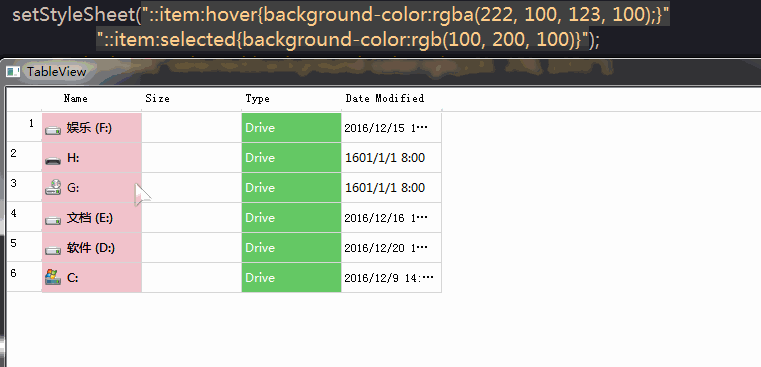 setStyleSheet("::item:hover{background-color:rgba(222, 100, 123, 100);}"
"::item:selected{background-color:rgb(100, 200, 100)}");
TableView
Name Size Type Date Modified
1 娱乐 (F:) Drive 2016/12/15 1…
2 H: Drive 1601/1/1 8:00
3 G: Drive 1601/1/1 8:00
4 文档 (E:) Drive 2016/12/16 1…
5 软件 (D:) Drive 2016/12/20 1…
6 C: Drive 2016/12/9 14:…